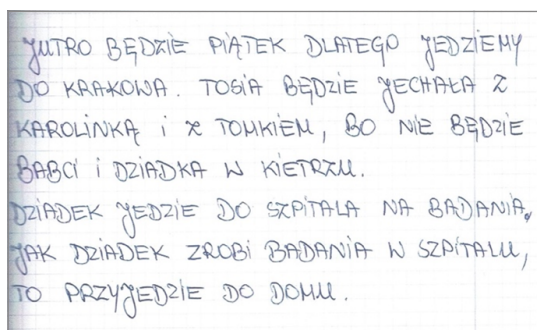 JUTRO BĘDZIE PIĄTEK DLATEGO JEDZIEMY
DO KRAKOWA. TOSIA BĘDZIE JECHAŁA Z
KAROLINKĄ i Z TOMKIEM, BO NIE BĘDZIE
BABCI i DZIADKA W KIETRZU.
DZIADEK JEDZIE DO SZPITALA NA BADANIA,
JAK DZIADEK ZROBI BADANIA W SZPITALU,
TO PRZYJEDZIE DO DOMU.